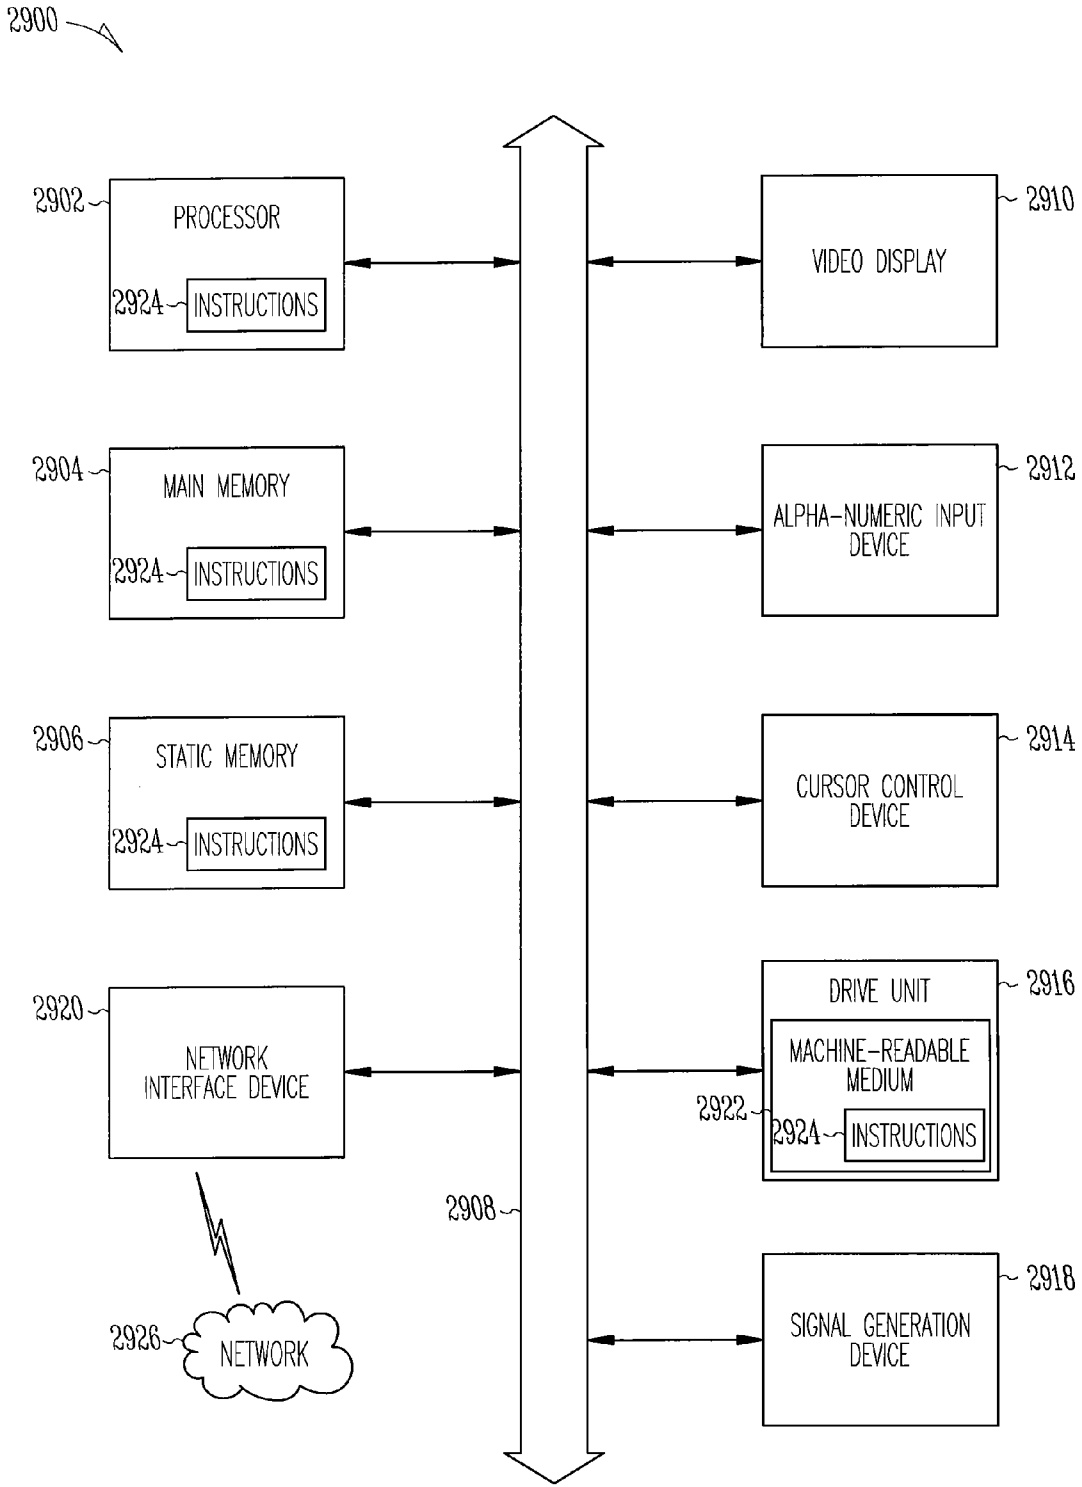 2900
2902
PROCESSOR
2924
INSTRUCTIONS
2904
MAIN MEMORY
2924
INSTRUCTIONS
2906
STATIC MEMORY
2924
INSTRUCTIONS
2920
NETWORK
INTERFACE DEVICE
2926
NETWORK
2908
2910
VIDEO DISPLAY
2912
ALPHA-NUMERIC INPUT
DEVICE
2914
CURSOR CONTROL
DEVICE
2916
DRIVE UNIT
MACHINE-READABLE
MEDIUM
2922
2924
INSTRUCTIONS
2918
SIGNAL GENERATION
DEVICE